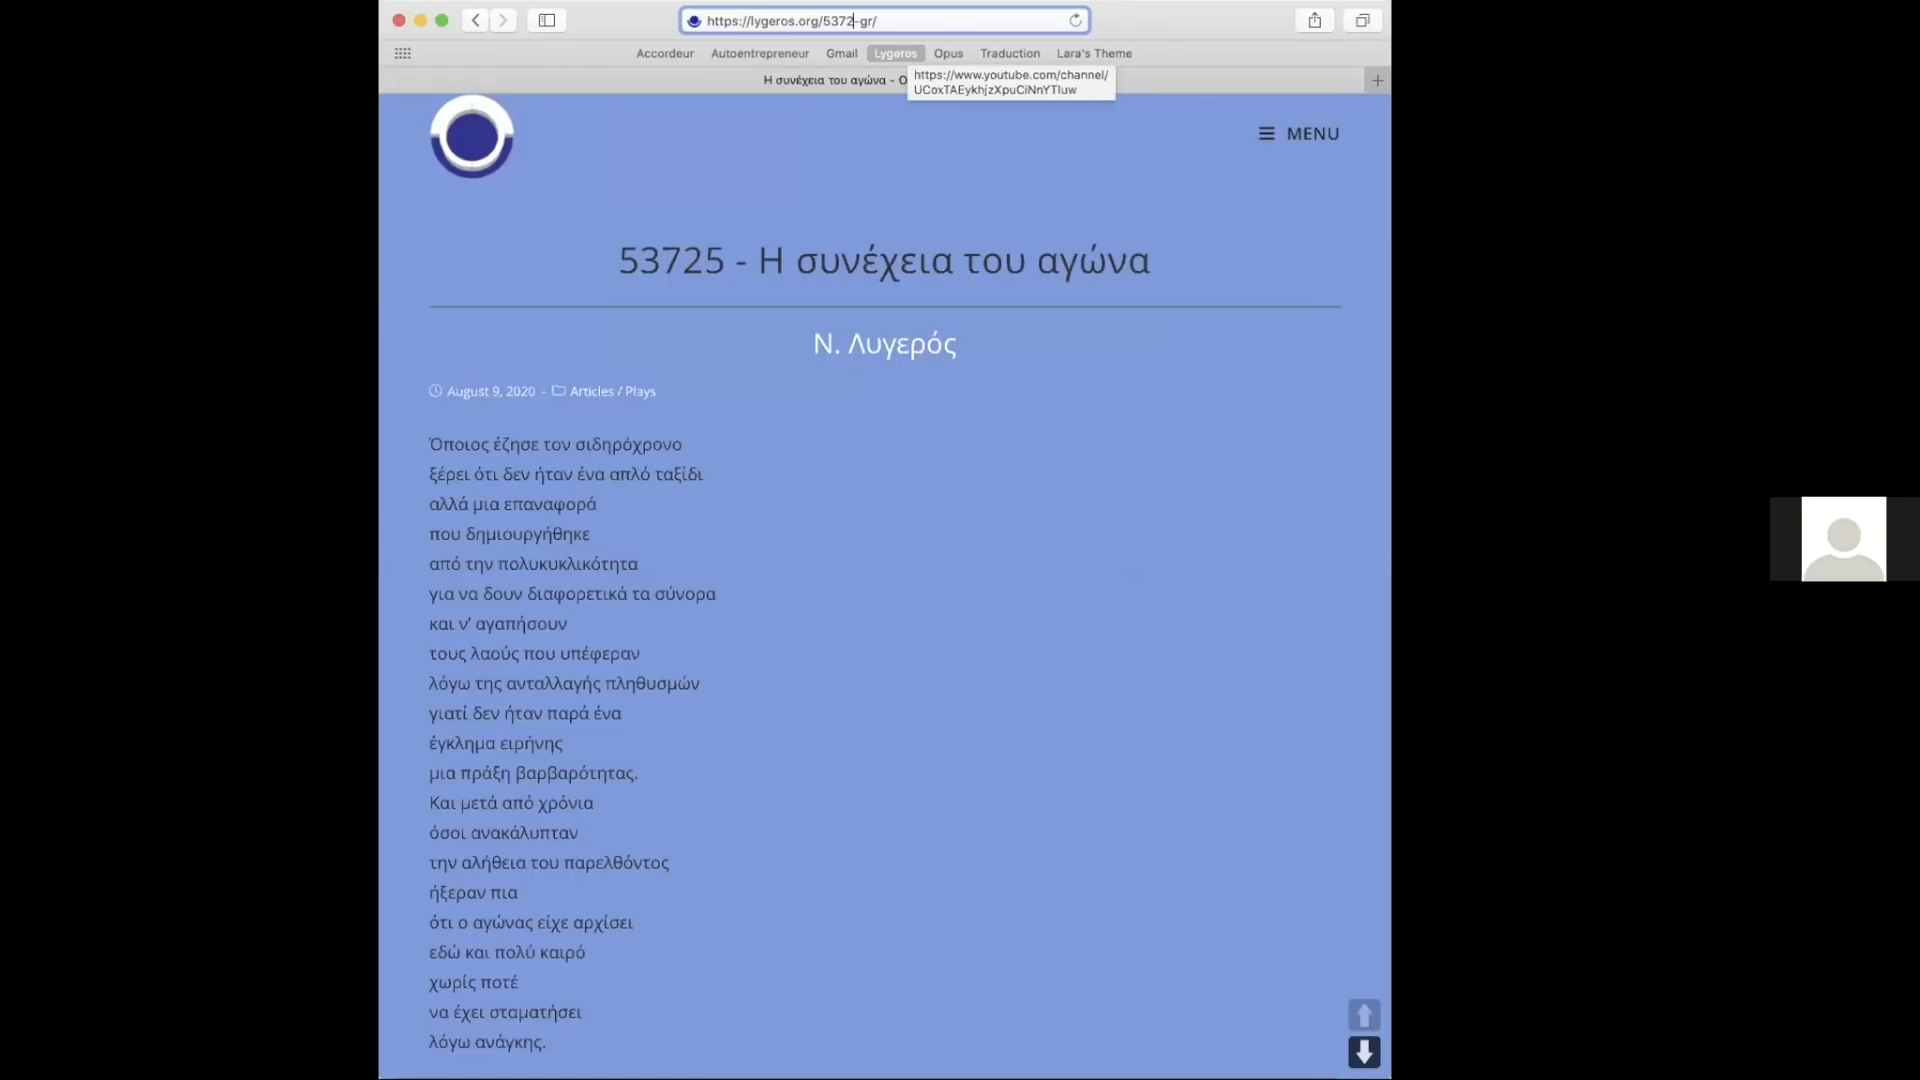 https://lygeros.org/5372-gr/
Accordeur Autoentrepreneur Gmail Lygeros Opus Traduction Lara's Theme
Η συνέχεια του αγώνα - O
https://www.youtube.com/channel/
UCoxTAEykhjzXpuCiNnYTIuw
MENU
53725 - Η συνέχεια του αγώνα
Ν. Λυγερός
August 9, 2020 - Articles / Plays
Όποιος έζησε τον σιδηρόχρονο
ξέρει ότι δεν ήταν ένα απλό ταξίδι
αλλά μια επαναφορά
που δημιουργήθηκε
από την πολυκυκλικότητα
για να δουν διαφορετικά τα σύνορα
και ν’ αγαπήσουν
τους λαούς που υπέφεραν
λόγω της ανταλλαγής πληθυσμών
γιατί δεν ήταν παρά ένα
έγκλημα ειρήνης
μια πράξη βαρβαρότητας.
Και μετά από χρόνια
όσοι ανακάλυπταν
την αλήθεια του παρελθόντος
ήξεραν πια
ότι ο αγώνας είχε αρχίσει
εδώ και πολύ καιρό
χωρίς ποτέ
να έχει σταματήσει
λόγω ανάγκης.